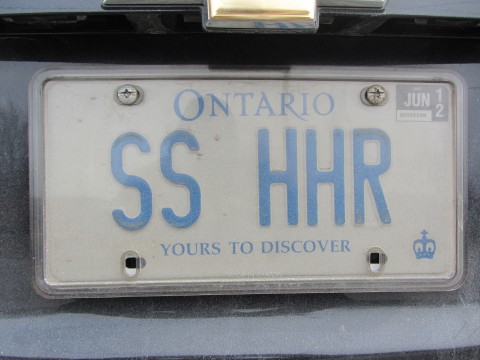 ONTARIO
JUN 12
SS HHR
YOURS TO DISCOVER